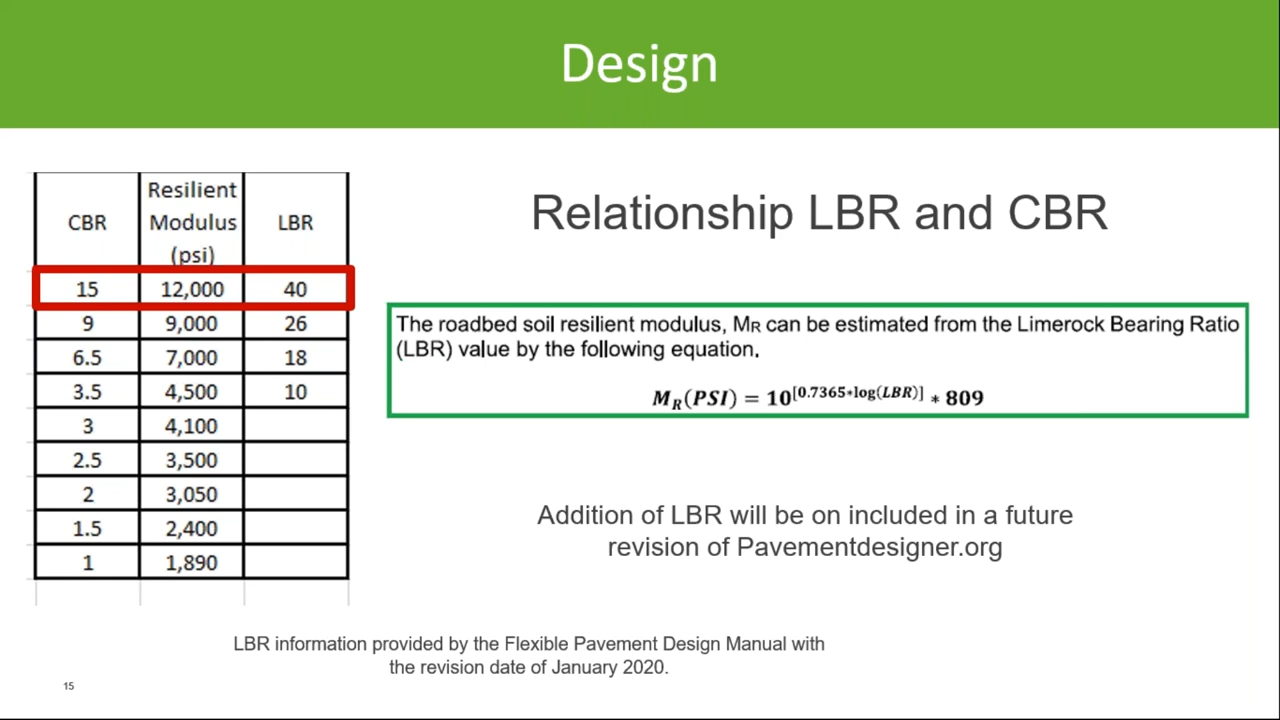 Design
Relationship LBR and CBR
CBR Resilient Modulus (psi) LBR
15 12,000 40
9 9,000 26
6.5 7,000 18
3.5 4,500 10
3 4,100
2.5 3,500
2 3,050
1.5 2,400
1 1,890
The roadbed soil resilient modulus, MR can be estimated from the Limerock Bearing Ratio
(LBR) value by the following equation.
MR(PSI) = 10[0.7365*log(LBR)] * 809
Addition of LBR will be on included in a future
revision of Pavementdesigner.org
LBR information provided by the Flexible Pavement Design Manual with
the revision date of January 2020.
15